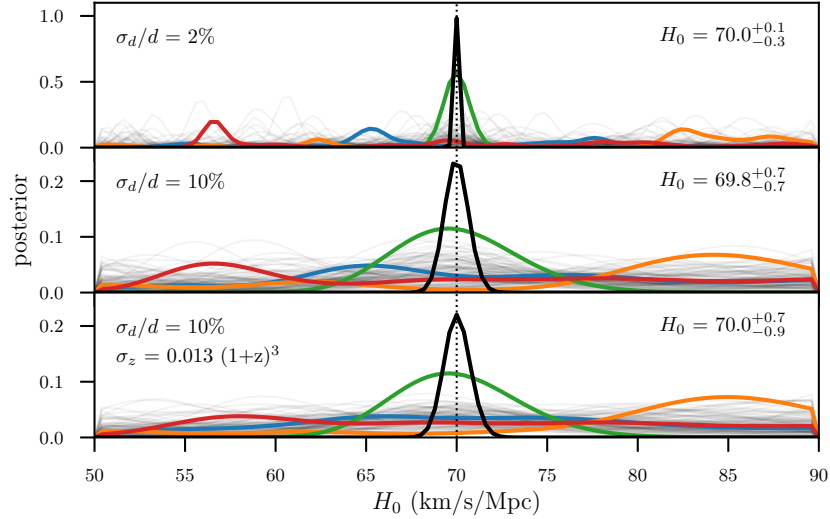 1.0
0.5
0.0
σ_d/d = 2%
H_0 = 70.0^{+0.1}_{-0.3}
0.2
0.1
0.0
σ_d/d = 10%
H_0 = 69.8^{+0.7}_{-0.7}
posterior
0.2
0.1
0.0
σ_d/d = 10%
σ_z = 0.013 (1+z)^3
H_0 = 70.0^{+0.7}_{-0.9}
50 55 60 65 70 75 80 85 90
H_0 (km/s/Mpc)